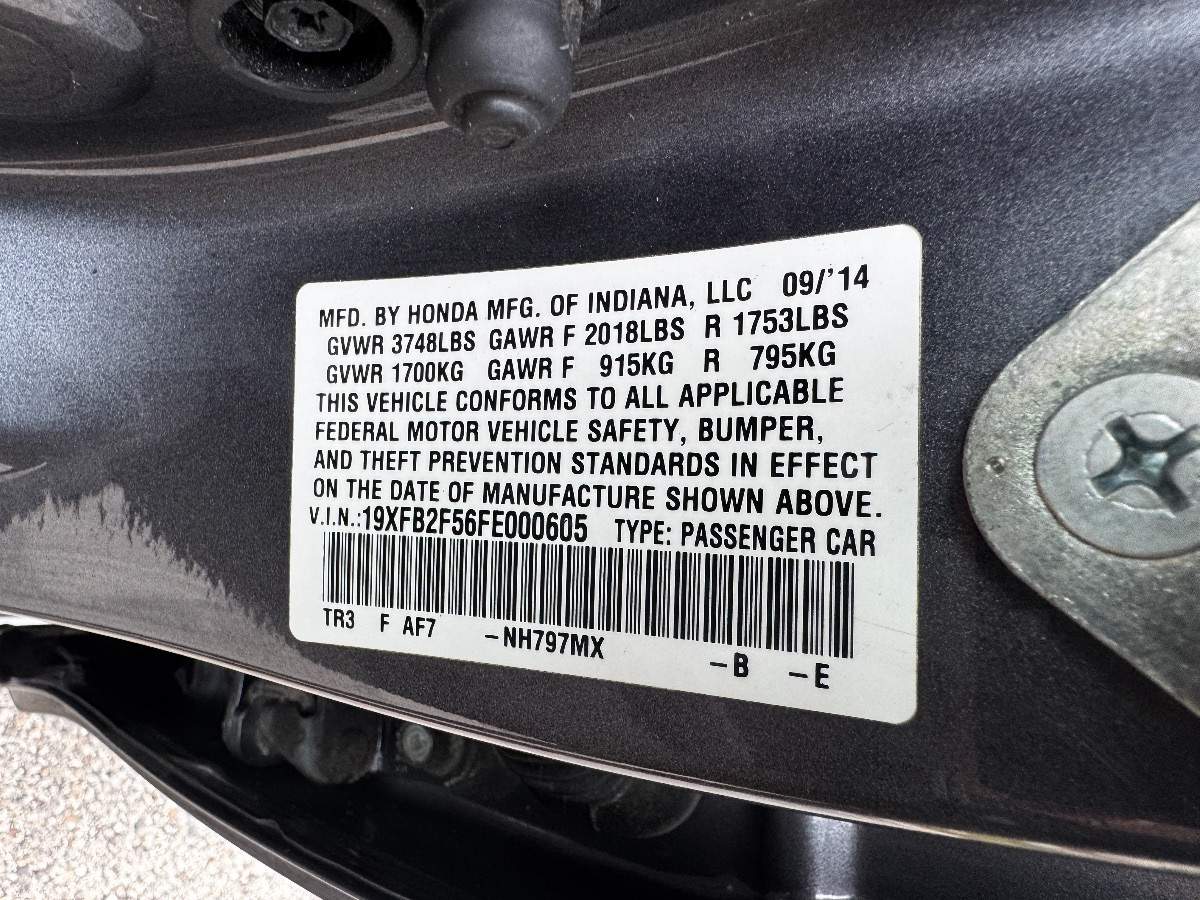 MFD. BY HONDA MFG. OF INDIANA, LLC 09/'14
GVWR 3748LBS GAWR F 2018LBS R 1753LBS
GVWR 1700KG GAWR F 915KG R 795KG
THIS VEHICLE CONFORMS TO ALL APPLICABLE
FEDERAL MOTOR VEHICLE SAFETY, BUMPER,
AND THEFT PREVENTION STANDARDS IN EFFECT
ON THE DATE OF MANUFACTURE SHOWN ABOVE.
V.I.N.:19XFB2F56FE000605 TYPE: PASSENGER CAR
TR3 F AF7 -NH797MX -B -E